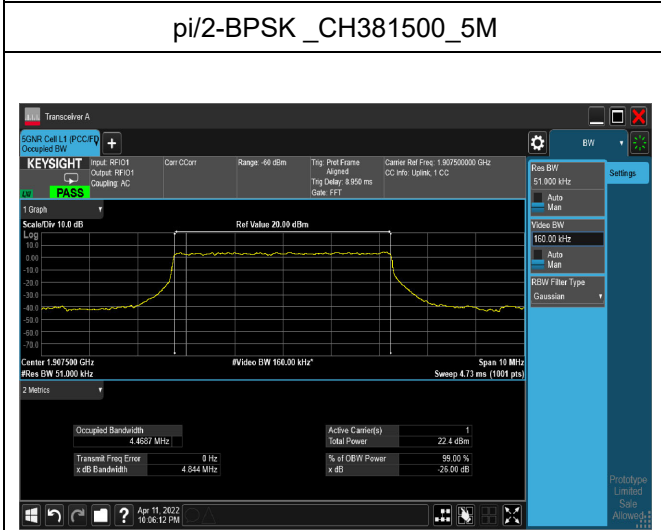 pi/2-BPSK _CH381500_5M
Transceiver A
5GNR Cell L1 (PCC/FD)
Occupied BW
+
BW
KEYSIGHT
Input: RFIO1
Output: RFIO1
Coupling: AC
Corr CCorr
Range: -60 dBm
Trig: Prot Frame
Aligned
Trig Delay: 8.950 ms
Gate: FFT
Carrier Ref Freq: 1.907500000 GHz
CC Info: Uplink, 1 CC
PASS
Settings
Res BW
51.000 kHz
Auto
Man
Video BW
160.00 kHz
Auto
Man
RBW Filter Type
Gaussian
1 Graph
Scale/Div 10.0 dB
Ref Value 20.00 dBm
Log
10.0
0.00
-10.0
-20.0
-30.0
-40.0
-50.0
-60.0
-70.0
Center 1.907500 GHz
#Video BW 160.00 kHz*
Span 10 MHz
#Res BW 51.000 kHz
Sweep 4.73 ms (1001 pts)
2 Metrics
Occupied Bandwidth
4.4687 MHz
Active Carrier(s) 1
Total Power 22.4 dBm
Transmit Freq Error 0 Hz
x dB Bandwidth 4.844 MHz
% of OBW Power 99.00 %
x dB -26.00 dB
Apr 11, 2022
10:06:12 PM
Prototype
Limited
Sale
Allowed